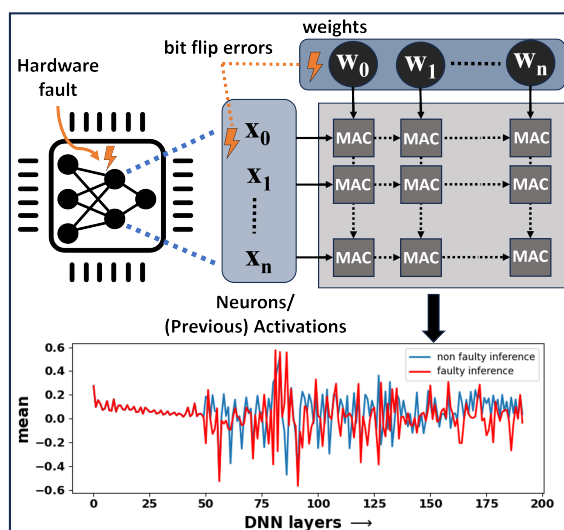 weights
bit flip errors
Hardware
fault
w0 w1 wn
x0
x1
xn
MAC MAC MAC
MAC MAC MAC
MAC MAC MAC
Neurons/
(Previous) Activations
non faulty inference
faulty inference
mean
0.6
0.4
0.2
0.0
−0.2
−0.4
−0.6
0 25 50 75 100 125 150 175 200
DNN layers →